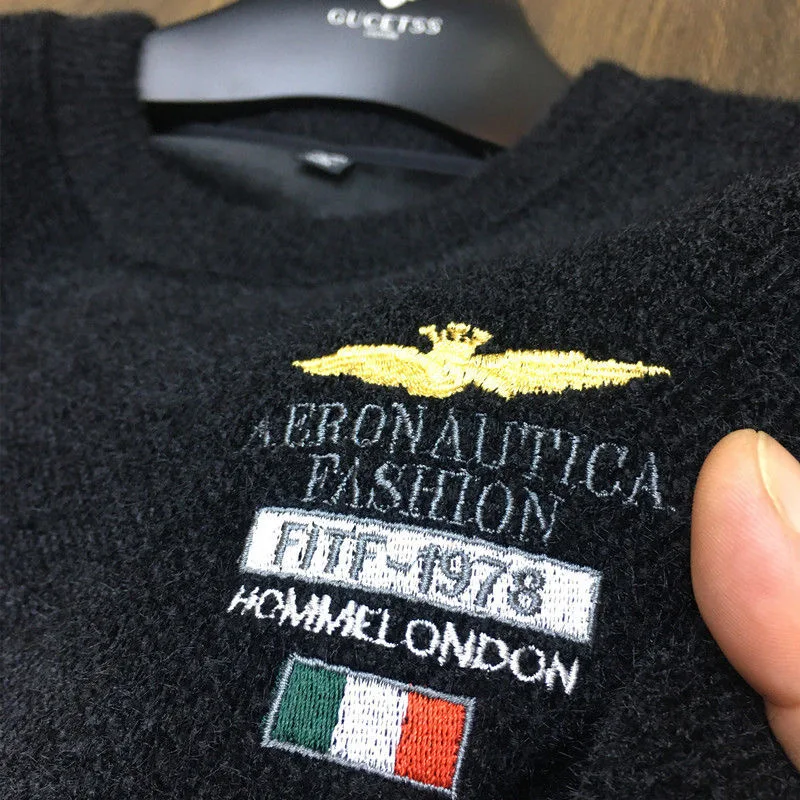 GUCETSS
AERONAUTICA
FASHION
FITF-1978
HOMMELONDON